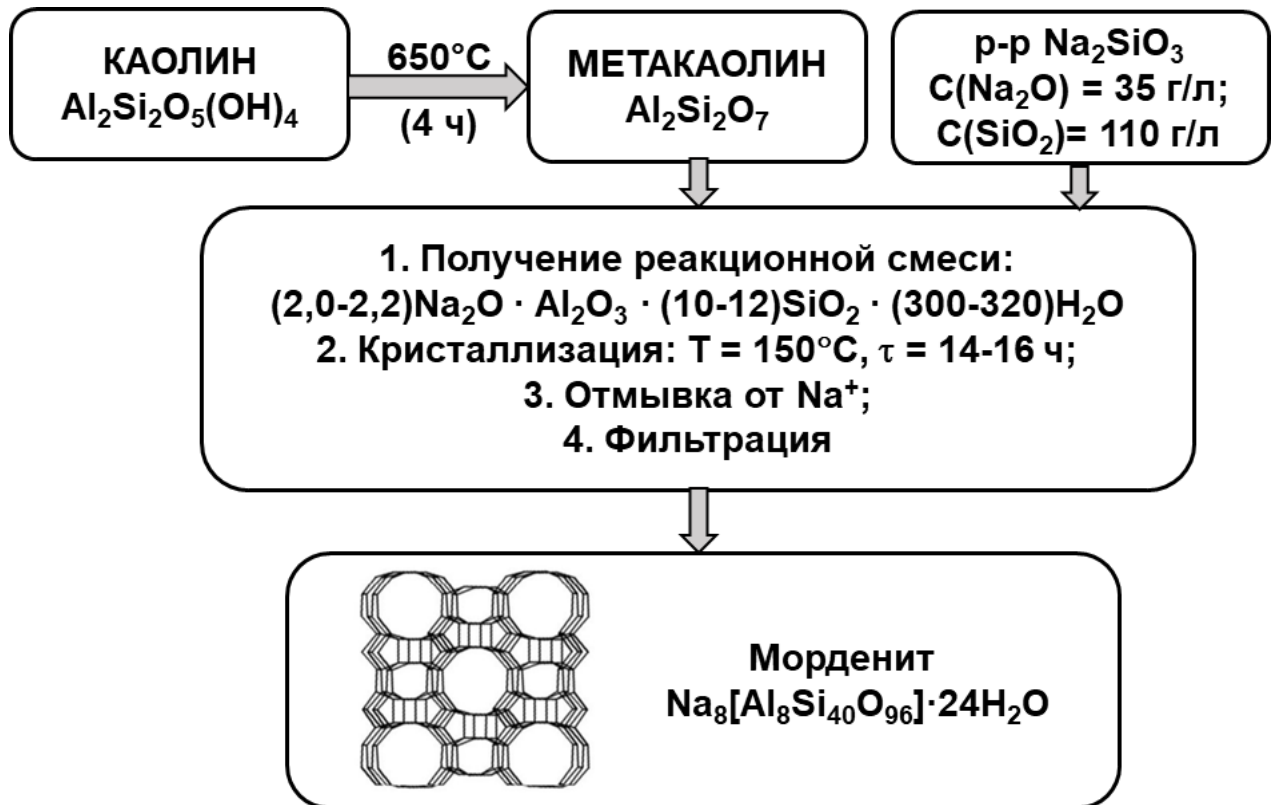 КАОЛИН
Al₂Si₂O₅(OH)₄
650°C
(4 ч)
МЕТАКАОЛИН
Al₂Si₂O₇
р-р Na₂SiO₃
C(Na₂O) = 35 г/л;
C(SiO₂)= 110 г/л
1. Получение реакционной смеси:
(2,0-2,2)Na₂O · Al₂O₃ · (10-12)SiO₂ · (300-320)H₂O
2. Кристаллизация: T = 150°C, τ = 14-16 ч;
3. Отмывка от Na⁺;
4. Фильтрация
Морденит
Na₈[Al₈Si₄₀O₉₆]·24H₂O